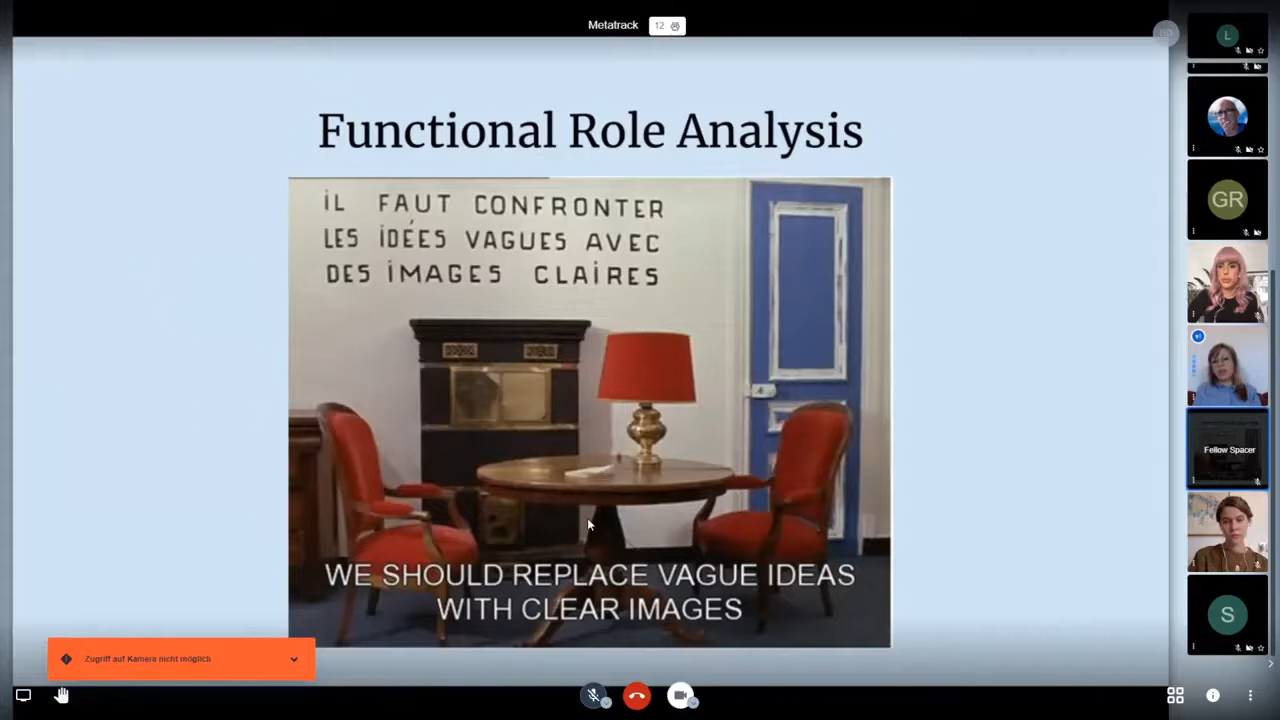 Metatrack
12
L
Functional Role Analysis
iL FAUT CONFRONTER
LES iDÉES VAGUES AVEC
DES iMAGES CLAiRES
WE SHOULD REPLACE VAGUE IDEAS
WITH CLEAR IMAGES
GR
Fellow Spacer
S
Zugriff auf Kamera nicht möglich